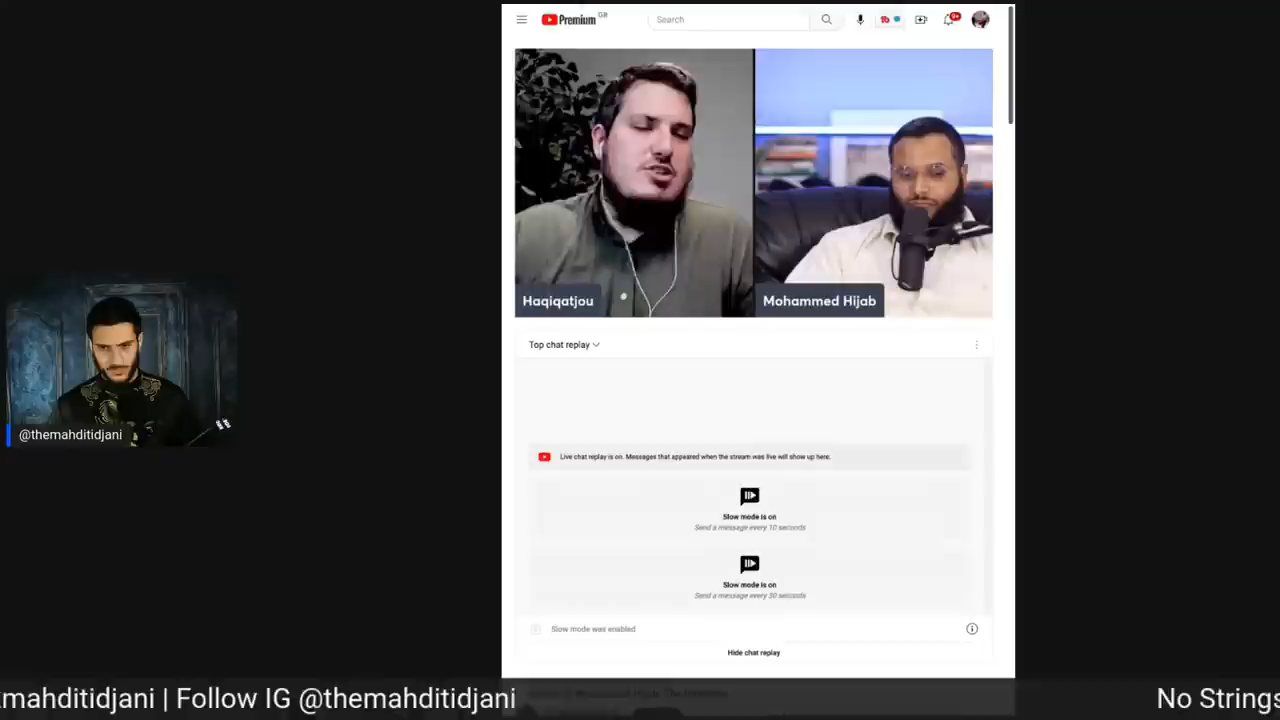 Premium GB
Search
9+
Haqiqatjou
Mohammed Hijab
Top chat replay
Live chat replay is on. Messages that appeared when the stream was live will show up here.
Slow mode is on
Send a message every 10 seconds
Slow mode is on
Send a message every 30 seconds
Slow mode was enabled
Hide chat replay
@themahditidjani
mahditidjani | Follow IG @themahditidjani
No Strings